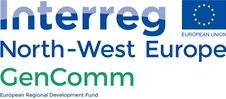 Interreg
EUROPEAN UNION
North-West Europe
GenComm
European Regional Development Fund